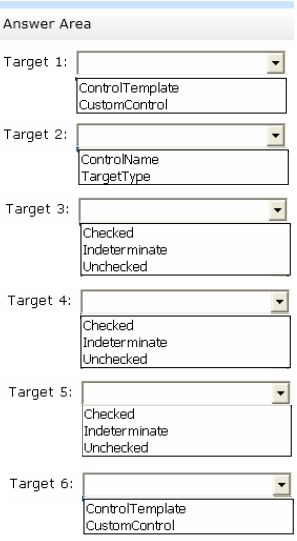 Answer Area
Target 1:
ControlTemplate
CustomControl
Target 2:
ControlName
TargetType
Target 3:
Checked
Indeterminate
Unchecked
Target 4:
Checked
Indeterminate
Unchecked
Target 5:
Checked
Indeterminate
Unchecked
Target 6:
ControlTemplate
CustomControl